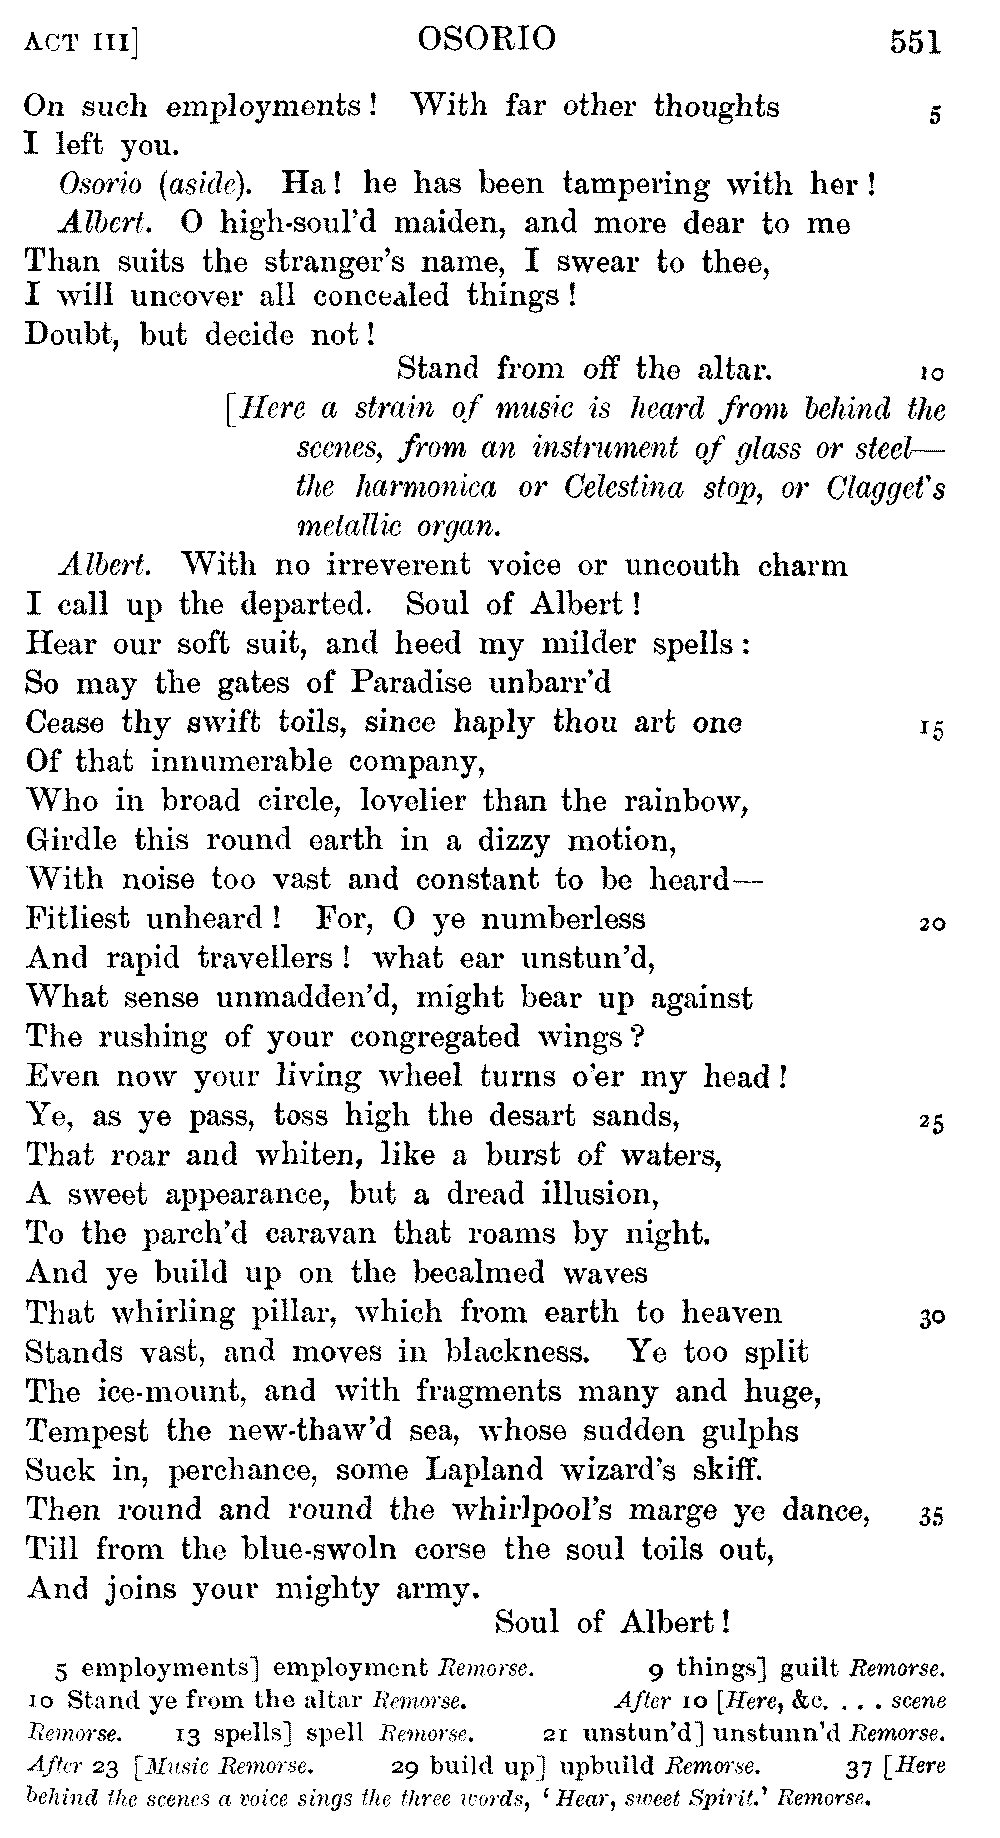 ACT III] OSORIO 551
On such employments! With far other thoughts 5
I left you.
Osorio (aside). Ha! he has been tampering with her!
Albert. O high-soul'd maiden, and more dear to me
Than suits the stranger's name, I swear to thee,
I will uncover all concealed things!
Doubt, but decide not!
Stand from off the altar. 10
[Here a strain of music is heard from behind the
scenes, from an instrument of glass or steel—
the harmonica or Celestina stop, or Clagget's
metallic organ.
Albert. With no irreverent voice or uncouth charm
I call up the departed. Soul of Albert!
Hear our soft suit, and heed my milder spells:
So may the gates of Paradise unbarr'd
Cease thy swift toils, since haply thou art one 15
Of that innumerable company,
Who in broad circle, lovelier than the rainbow,
Girdle this round earth in a dizzy motion,
With noise too vast and constant to be heard—
Fitliest unheard! For, O ye numberless 20
And rapid travellers! what ear unstun'd,
What sense unmadden'd, might bear up against
The rushing of your congregated wings?
Even now your living wheel turns o'er my head!
Ye, as ye pass, toss high the desart sands, 25
That roar and whiten, like a burst of waters,
A sweet appearance, but a dread illusion,
To the parch'd caravan that roams by night.
And ye build up on the becalmed waves
That whirling pillar, which from earth to heaven 30
Stands vast, and moves in blackness. Ye too split
The ice-mount, and with fragments many and huge,
Tempest the new-thaw'd sea, whose sudden gulphs
Suck in, perchance, some Lapland wizard's skiff.
Then round and round the whirlpool's marge ye dance, 35
Till from the blue-swoln corse the soul toils out,
And joins your mighty army.
Soul of Albert!
5 employments] employment Remorse. 9 things] guilt Remorse.
10 Stand ye from the altar Remorse. After 10 [Here, &c. . . . scene
Remorse. 13 spells] spell Remorse. 21 unstun'd] unstunn'd Remorse.
After 23 [Music Remorse. 29 build up] upbuild Remorse. 37 [Here
behind the scenes a voice sings the three words, 'Hear, sweet Spirit.' Remorse.